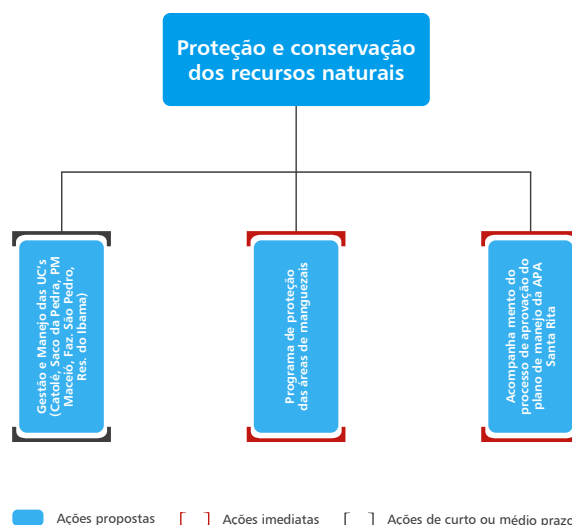 Proteção e conservação
dos recursos naturais
Gestão e Manejo das UC's
(Catolé, Saco da Pedra, PM
Maceió, Faz. São Pedro,
Res. do Ibama)
Programa de proteção
das áreas de manguezais
Acompanha mento do
processo de aprovação do
plano de manejo da APA
Santa Rita
Ações propostas
Ações imediatas
Ações de curto ou médio prazo